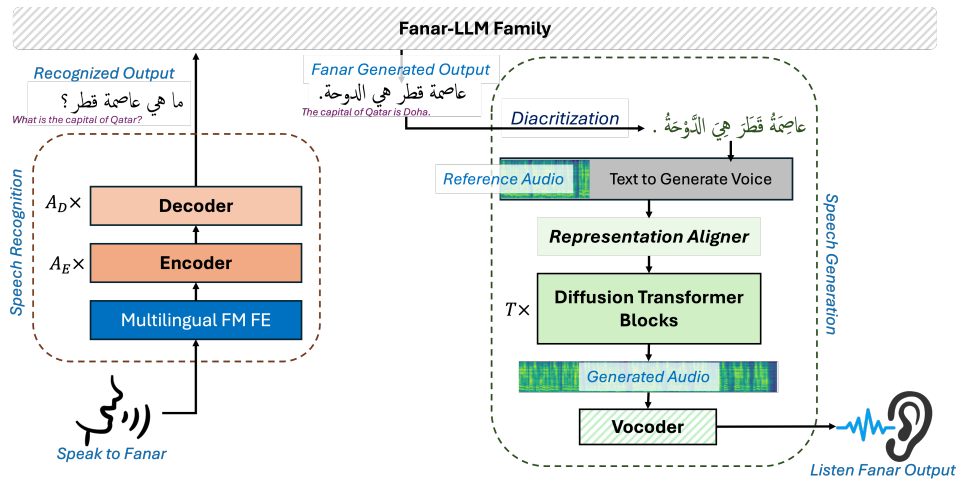 Fanar-LLM Family
Recognized Output
ما هي عاصمة قطر ؟
What is the capital of Qatar?
Fanar Generated Output
عاصمة قطر هي الدوحة.
The capital of Qatar is Doha.
Diacritization
عاصِمَةُ قَطَرَ هِيَ الدَّوْحَةُ .
Reference Audio
Text to Generate Voice
Representation Aligner
T×
Diffusion Transformer
Blocks
Generated Audio
Vocoder
Speech Generation
Listen Fanar Output
Speech Recognition
A_D×
Decoder
A_E×
Encoder
Multilingual FM FE
Speak to Fanar